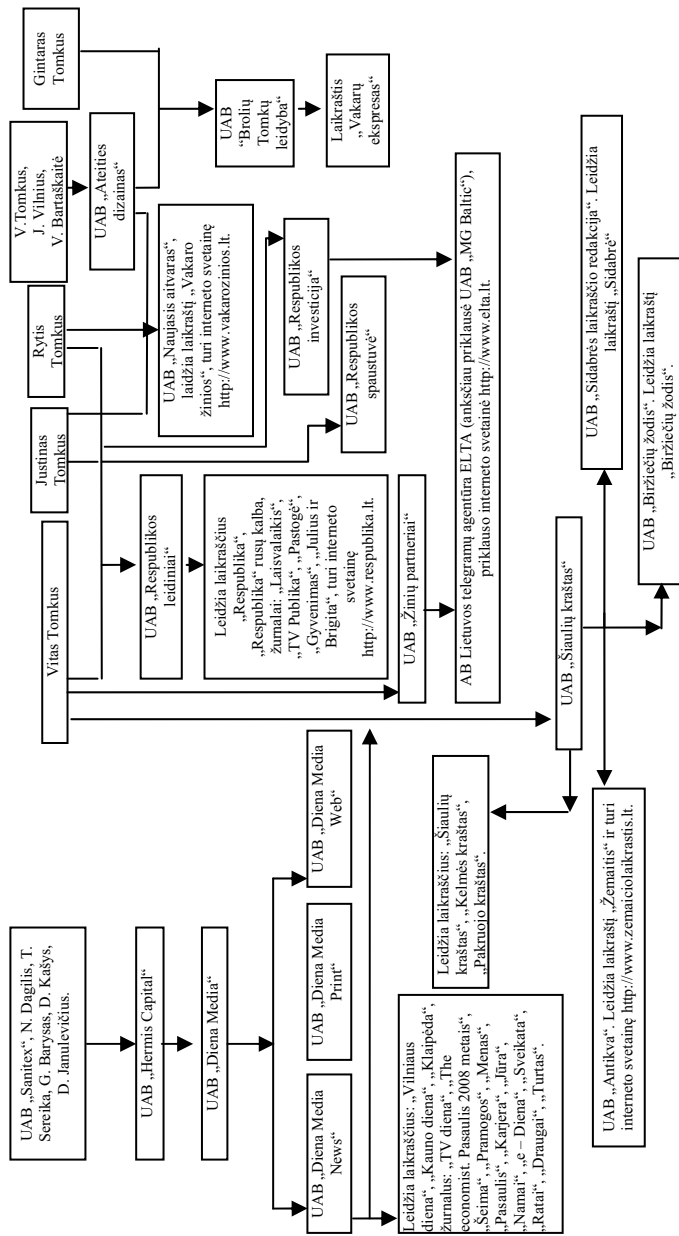 UAB „Sanitex“, N. Dagilis, T.
Sereika, G. Barysas, D. Kašys,
D. Janulevičius.
UAB „Hermis Capital“
UAB „Diena Media“
UAB „Diena Media
News“
UAB „Diena Media
Print“
UAB „Diena Media
Web“
Leidžia laikraščius: „Vilniaus
diena“, „Kauno diena“, „Klaipėda“,
žurnalus: „TV diena“, „The
economist. Pasaulis 2008 metais“,
„Šeima“, „Pramogos“, „Menas“,
„Pasaulis“, „Karjera“, „Jūra“,
„Namai“, „e – Diena“, „Sveikata“,
„Ratai“, „Draugai“, „Turtas“.
Vitas Tomkus
Justinas
Tomkus
Rytis
Tomkus
V.Tomkus,
J. Vilnius,
V. Bartaškaitė
Gintaras
Tomkus
UAB „Ateities
dizainas“
UAB „Respublikos
leidiniai“
UAB „Naujasis aitvaras“,
laidžia laikraštį „Vakaro
žinios“, turi interneto svetainę
http://www.vakarozinios.lt.
UAB
“Brolių
Tomkų
leidyba“
Laikraštis
„Vakarų
ekspresas“
Leidžia laikraščius
„Respublika“,
„Respublika“ rusų kalba,
žurnalai: „Laisvalaikis“,
„TV Publika“, „Pastogė“,
„Gyvenimas“, „Julius ir
Brigita“, turi interneto
svetainę
http://www.respublika.lt.
UAB „Respublikos
investicija“
UAB „Respublikos
spaustuvė“
UAB „Žinių partneriai“
AB Lietuvos telegramų agentūra ELTA (anksčiau priklausė UAB „MG Baltic“),
priklauso interneto svetainė http://www.elta.lt.
UAB „Šiaulių kraštas“
Leidžia laikraščius: „Šiaulių
kraštas“, „Kelmės kraštas“,
„Pakruojo kraštas“.
UAB „Antikva“. Leidžia laikraštį „Žemaitis“ ir turi
interneto svetainę http://www.zemaiciolaikrastis.lt.
UAB „Sidabrės laikraščio redakcija“. Leidžia
laikraštį „Sidabrė“
UAB „Biržiečių žodis“. Leidžia laikraštį
„Biržiečių žodis“.